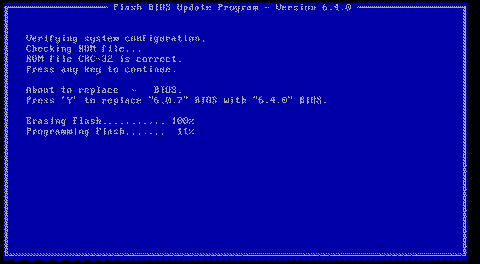 Flash BIOS Update Program - Version 6.4.0
Verifying system configuration.
Checking ROM file...
ROM file CRC-32 is correct.
Press any key to continue.
About to replace - BIOS.
Press 'Y' to replace "6.0.7" BIOS with "6.4.0" BIOS.
Erasing flash........... 100%
Programming flash....... 11%